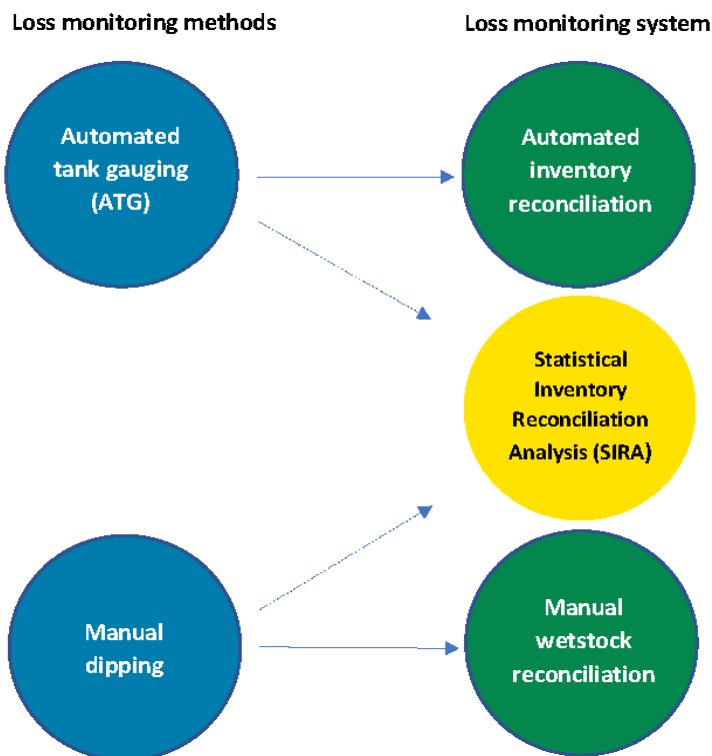 Loss monitoring methods
Loss monitoring system
Automated
tank gauging
(ATG)
Automated
inventory
reconciliation
Statistical
Inventory
Reconciliation
Analysis (SIRA)
Manual
dipping
Manual
wetstock
reconciliation